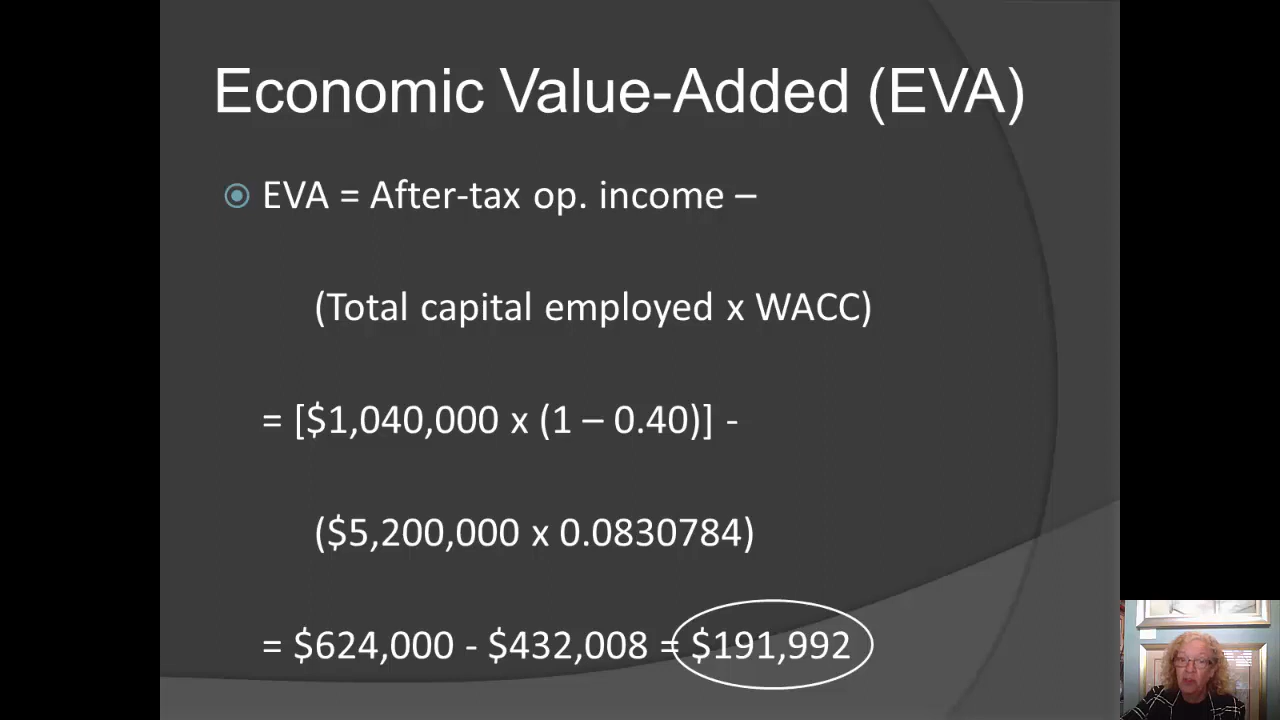 Economic Value-Added (EVA)
EVA = After-tax op. income –
(Total capital employed x WACC)
= [$1,040,000 x (1 – 0.40)] -
($5,200,000 x 0.0830784)
= $624,000 - $432,008 = $191,992